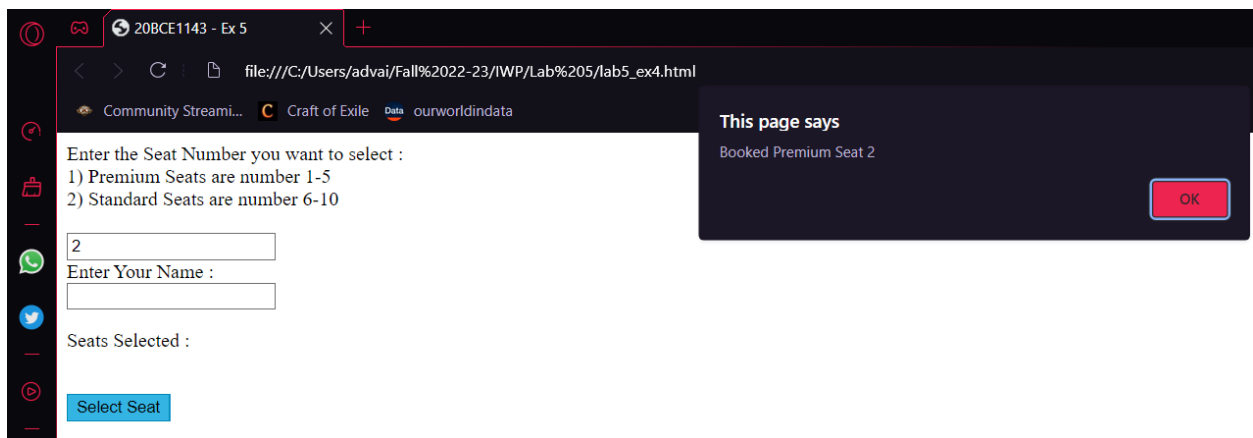 20BCE1143 - Ex 5
file:///C:/Users/advai/Fall%2022-23/IWP/Lab%205/lab5_ex4.html
Community Streami... C Craft of Exile Data ourworldindata
This page says
Booked Premium Seat 2
OK
Enter the Seat Number you want to select :
1) Premium Seats are number 1-5
2) Standard Seats are number 6-10
2
Enter Your Name :
Seats Selected :
Select Seat